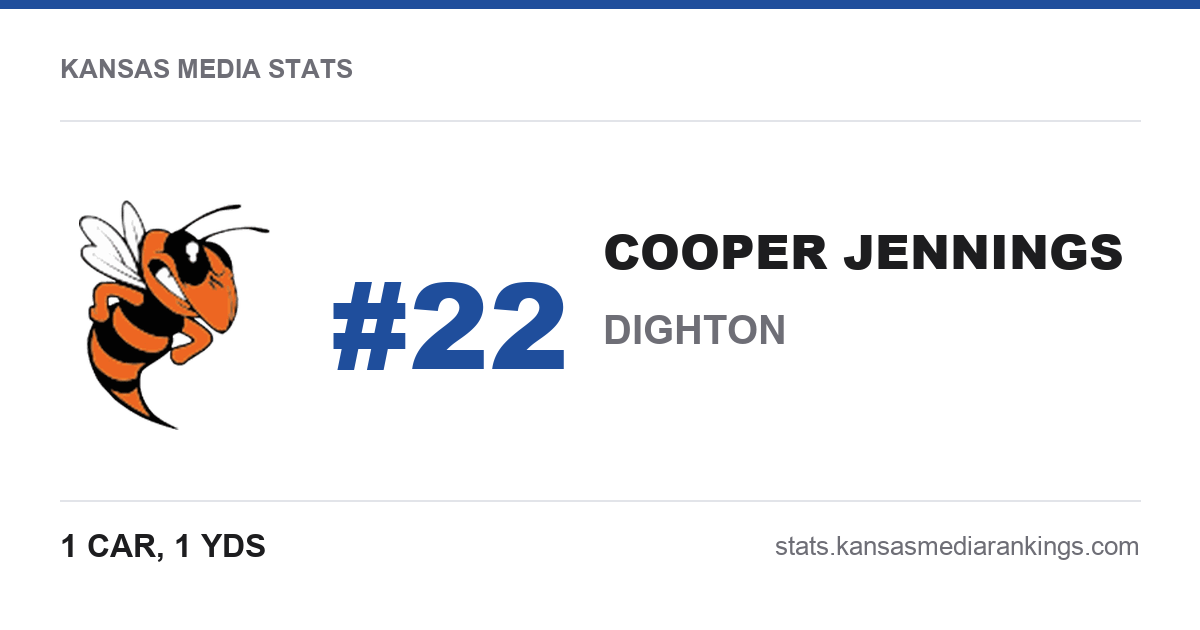 KANSAS MEDIA STATS
#22
COOPER JENNINGS
DIGHTON
1 CAR, 1 YDS
stats.kansasmediarankings.com